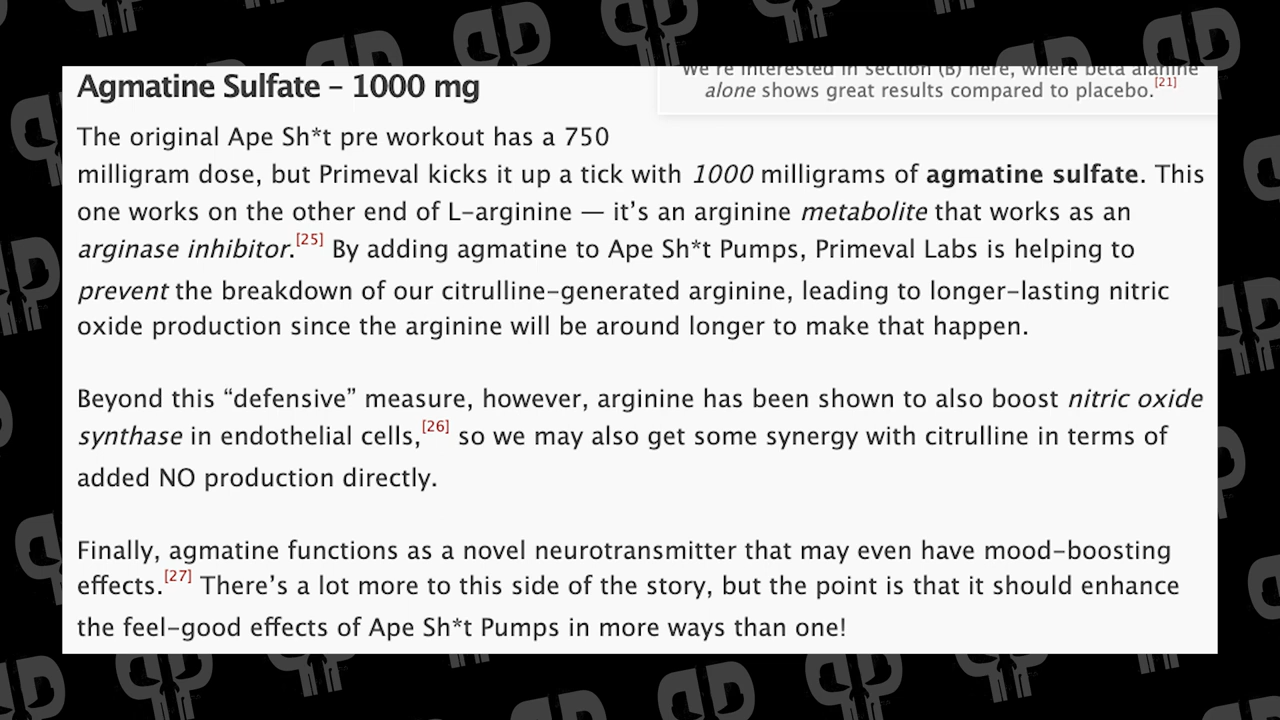 Agmatine Sulfate – 1000 mg
We're interested in section (B) here, where beta alanine
alone shows great results compared to placebo.[21]
The original Ape Sh*t pre workout has a 750
milligram dose, but Primeval kicks it up a tick with 1000 milligrams of agmatine sulfate. This
one works on the other end of L-arginine — it's an arginine metabolite that works as an
arginase inhibitor.[25] By adding agmatine to Ape Sh*t Pumps, Primeval Labs is helping to
prevent the breakdown of our citrulline-generated arginine, leading to longer-lasting nitric
oxide production since the arginine will be around longer to make that happen.
Beyond this “defensive” measure, however, arginine has been shown to also boost nitric oxide
synthase in endothelial cells,[26] so we may also get some synergy with citrulline in terms of
added NO production directly.
Finally, agmatine functions as a novel neurotransmitter that may even have mood-boosting
effects.[27] There's a lot more to this side of the story, but the point is that it should enhance
the feel-good effects of Ape Sh*t Pumps in more ways than one!